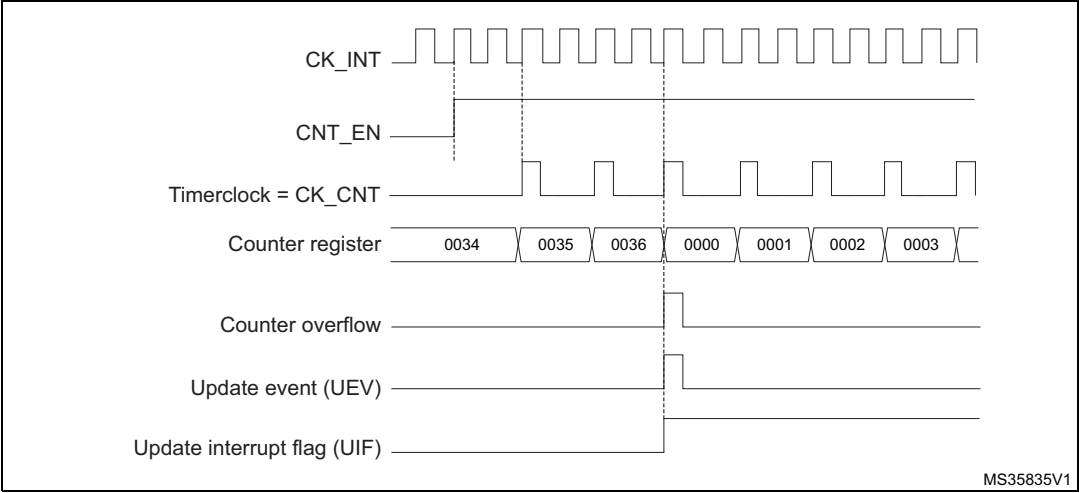 CK_INT
CNT_EN
Timerclock = CK_CNT
Counter register 0034 0035 0036 0000 0001 0002 0003
Counter overflow
Update event (UEV)
Update interrupt flag (UIF)
MS35835V1